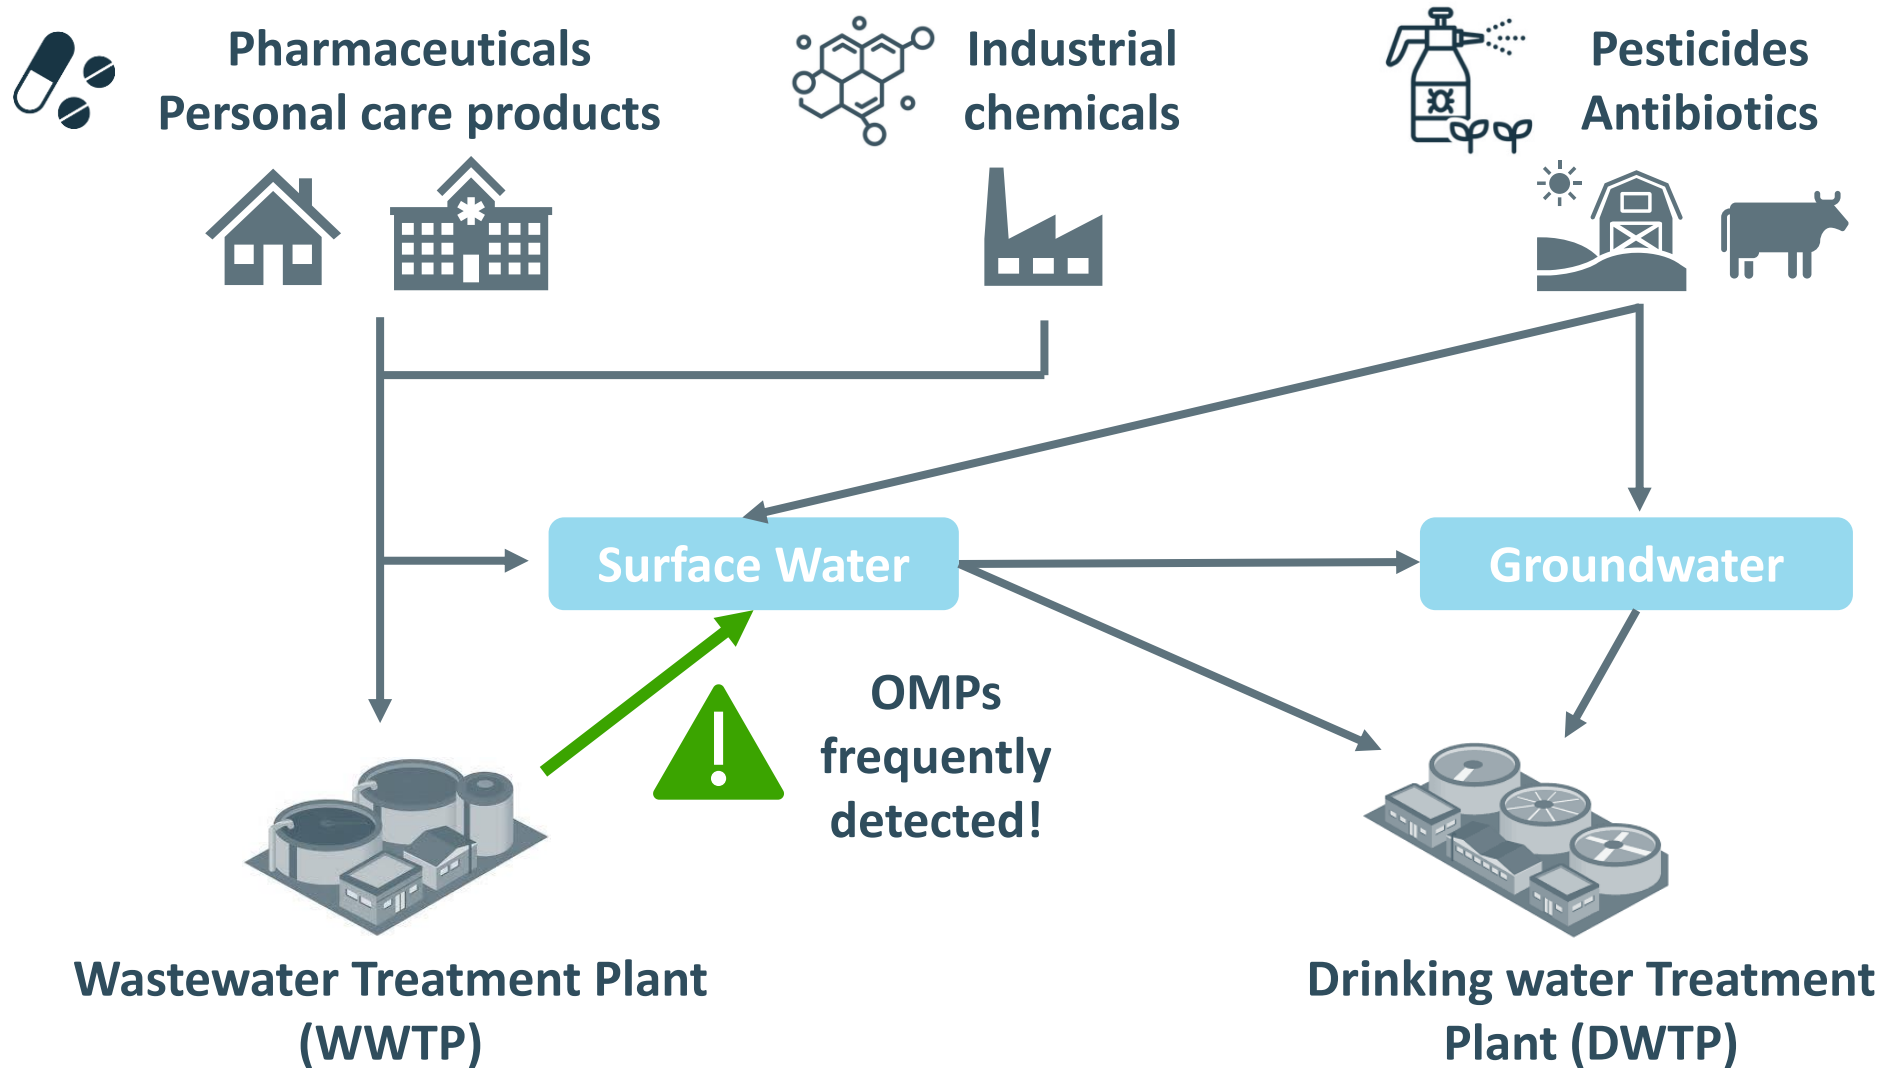 Pharmaceuticals
Personal care products
Industrial
chemicals
Pesticides
Antibiotics
Surface Water
Groundwater
OMPs
frequently
detected!
Wastewater Treatment Plant
(WWTP)
Drinking water Treatment
Plant (DWTP)